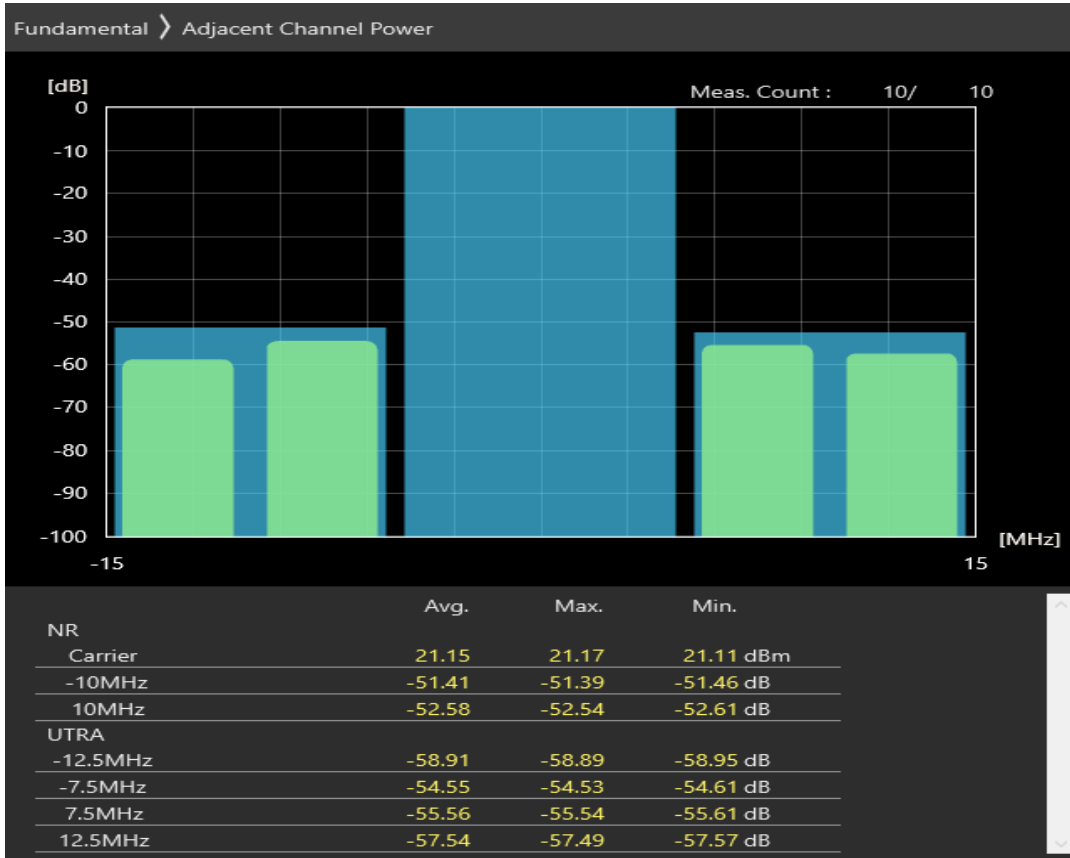 Fundamental 〉 Adjacent Channel Power
[dB]
Meas. Count : 10/ 10
0
-10
-20
-30
-40
-50
-60
-70
-80
-90
-100
[MHz]
-15 15
Avg. Max. Min.
NR
Carrier 21.15 21.17 21.11 dBm
-10MHz -51.41 -51.39 -51.46 dB
10MHz -52.58 -52.54 -52.61 dB
UTRA
-12.5MHz -58.91 -58.89 -58.95 dB
-7.5MHz -54.55 -54.53 -54.61 dB
7.5MHz -55.56 -55.54 -55.61 dB
12.5MHz -57.54 -57.49 -57.57 dB